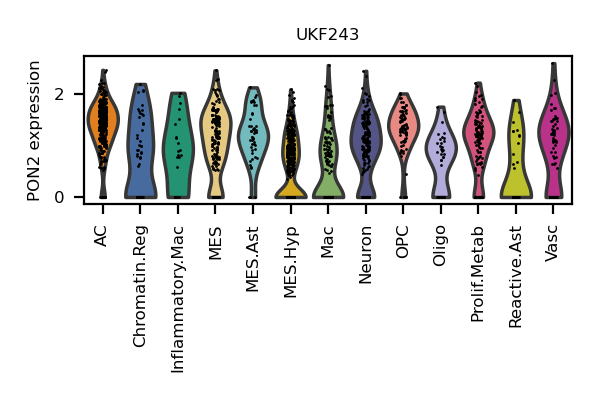 UKF243
PON2 expression
2
0
AC
Chromatin.Reg
Inflammatory.Mac
MES
MES.Ast
MES.Hyp
Mac
Neuron
OPC
Oligo
Prolif.Metab
Reactive.Ast
Vasc